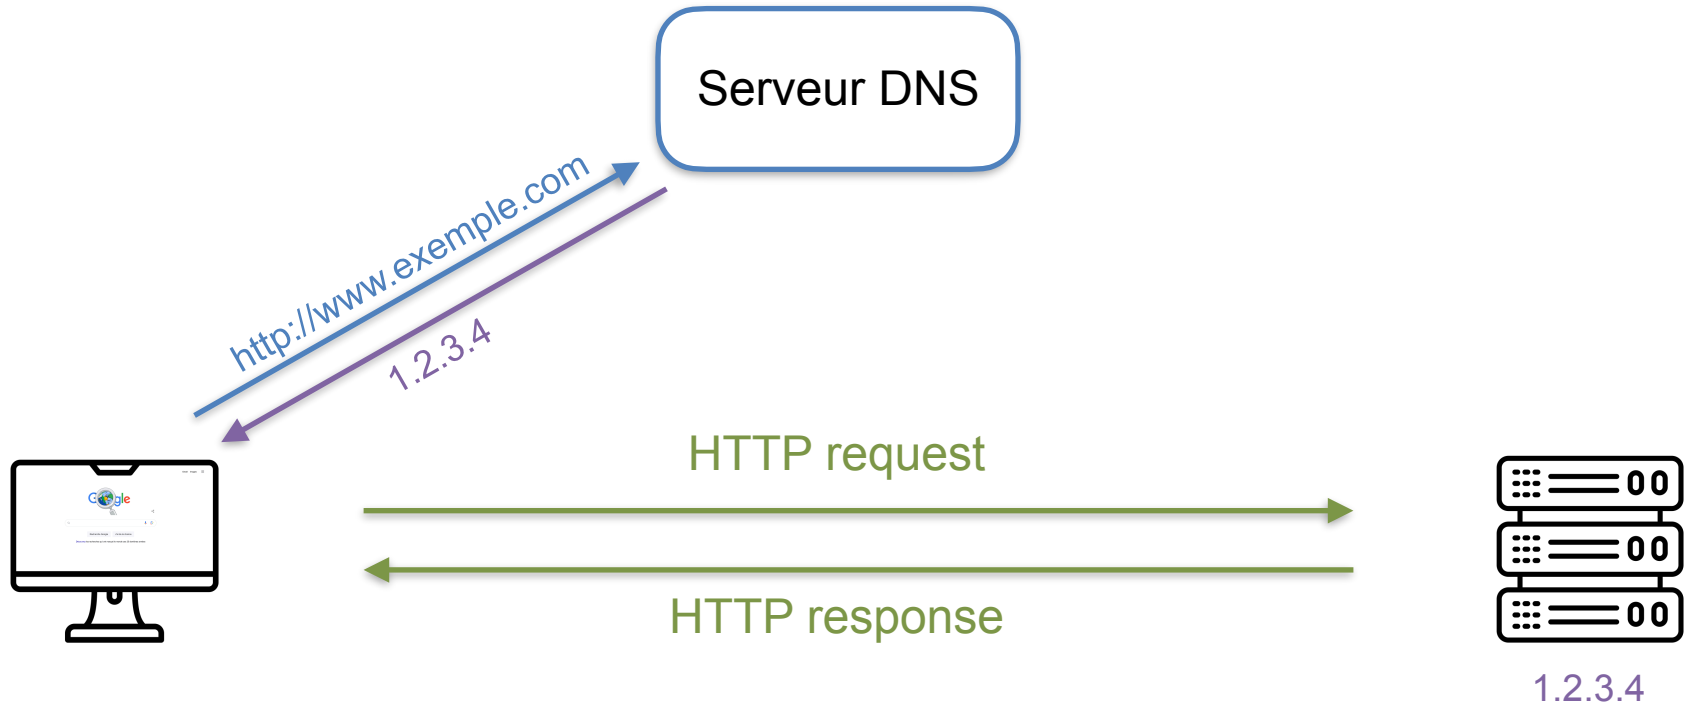 Serveur DNS
http://www.exemple.com
1.2.3.4
HTTP request
HTTP response
1.2.3.4